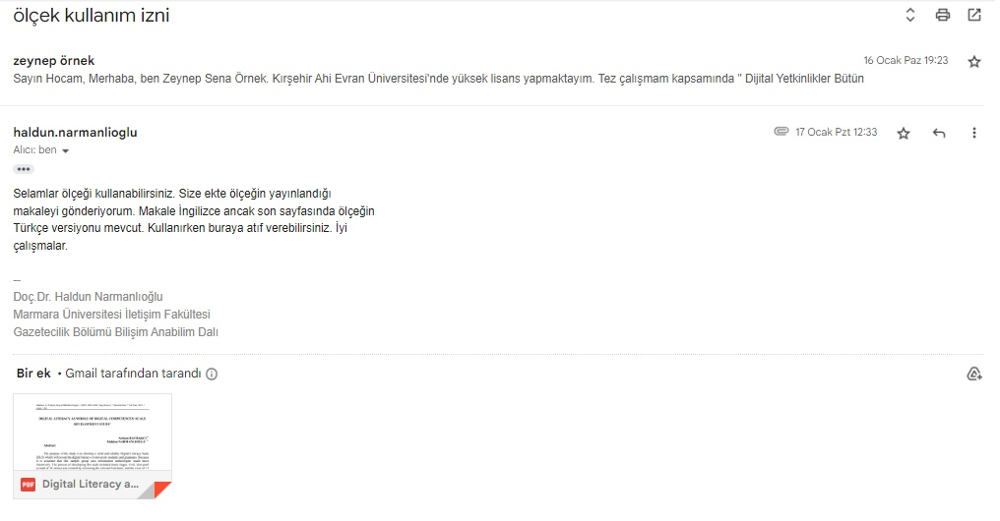 ölçek kullanım izni
zeynep örnek
16 Ocak Paz 19:23
Sayın Hocam, Merhaba, ben Zeynep Sena Örnek. Kırşehir Ahi Evran Üniversitesi'nde yüksek lisans yapmaktayım. Tez çalışmam kapsamında " Dijital Yetkinlikler Bütün
haldun.narmanlioglu
17 Ocak Pzt 12:33
Alıcı: ben
Selamlar ölçeği kullanabilirsiniz. Size ekte ölçeğin yayınlandığı
makaleyi gönderiyorum. Makale İngilizce ancak son sayfasında ölçeğin
Türkçe versiyonu mevcut. Kullanırken buraya atıf verebilirsiniz. İyi
çalışmalar.
--
Doç.Dr. Haldun Narmanlıoğlu
Marmara Üniversitesi İletişim Fakültesi
Gazetecilik Bölümü Bilişim Anabilim Dalı
Bir ek • Gmail tarafından tarandı
DIGITAL LITERACY AS WHOLE OF DIGITAL COMPETENCES: SCALE
DEVELOPMENT STUDY
Abstract
PDF Digital Literacy a...